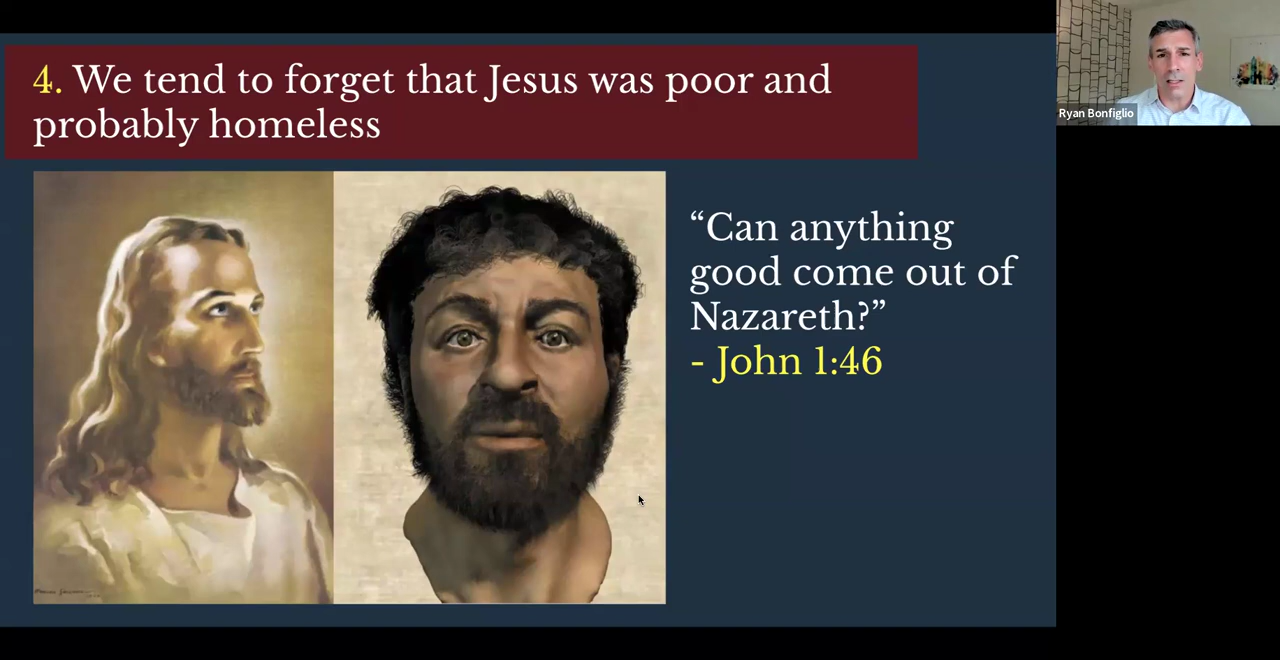 4. We tend to forget that Jesus was poor and
probably homeless
“Can anything
good come out of
Nazareth?”
- John 1:46
Ryan Bonfiglio